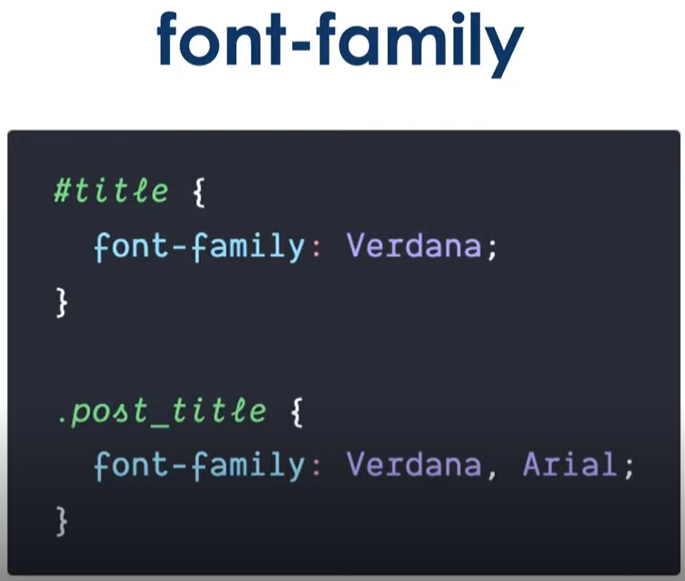 font-family
#title {
font-family: Verdana;
}
.post_title {
font-family: Verdana, Arial;
}